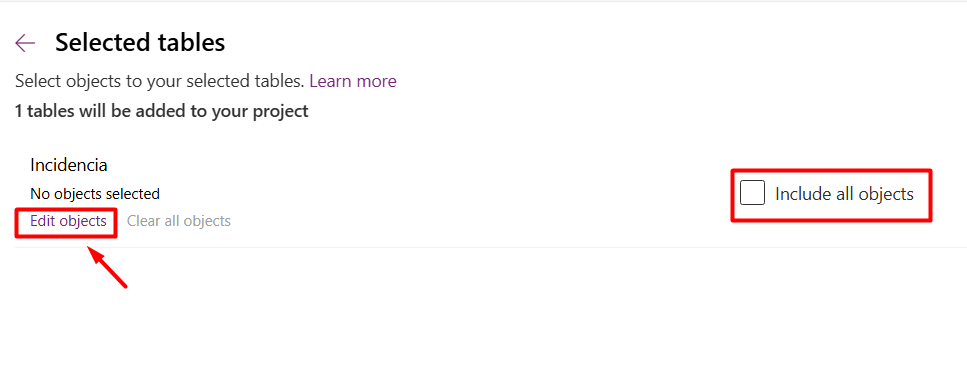 Selected tables
Select objects to your selected tables. Learn more
1 tables will be added to your project
Incidencia
No objects selected
Include all objects
Edit objects Clear all objects